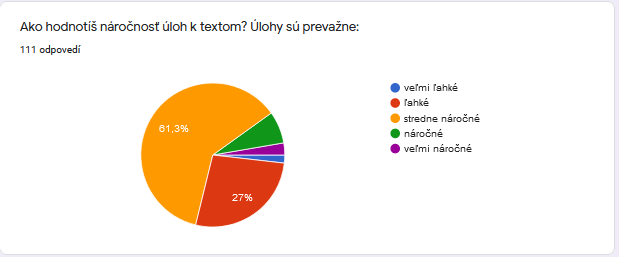 Ako hodnotíš náročnosť úloh k textom? Úlohy sú prevažne:
111 odpovedí
61,3%
27%
veľmi ľahké
ľahké
stredne náročné
náročné
veľmi náročné